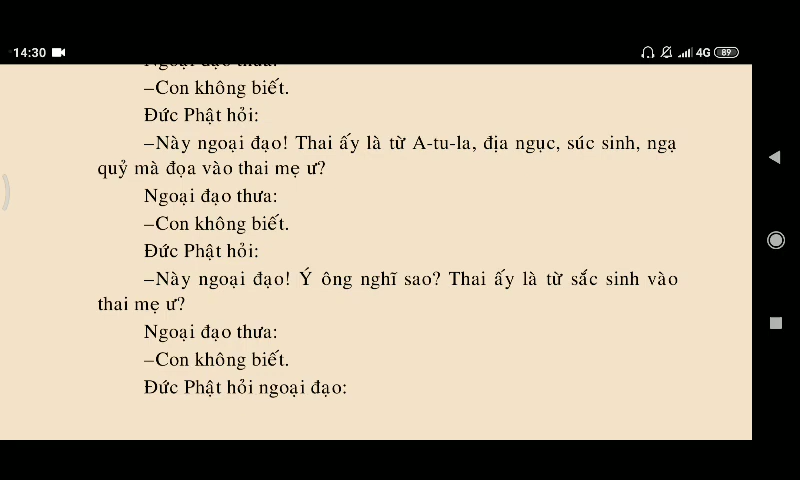 14:30
4G 89
Ngoại đạo thưa:
–Con không biết.
Đức Phật hỏi:
–Này ngoại đạo! Thai ấy là từ A-tu-la, địa ngục, súc sinh, ngạ
quỷ mà đọa vào thai mẹ ư?
Ngoại đạo thưa:
–Con không biết.
Đức Phật hỏi:
–Này ngoại đạo! Ý ông nghĩ sao? Thai ấy là từ sắc sinh vào
thai mẹ ư?
Ngoại đạo thưa:
–Con không biết.
Đức Phật hỏi ngoại đạo: